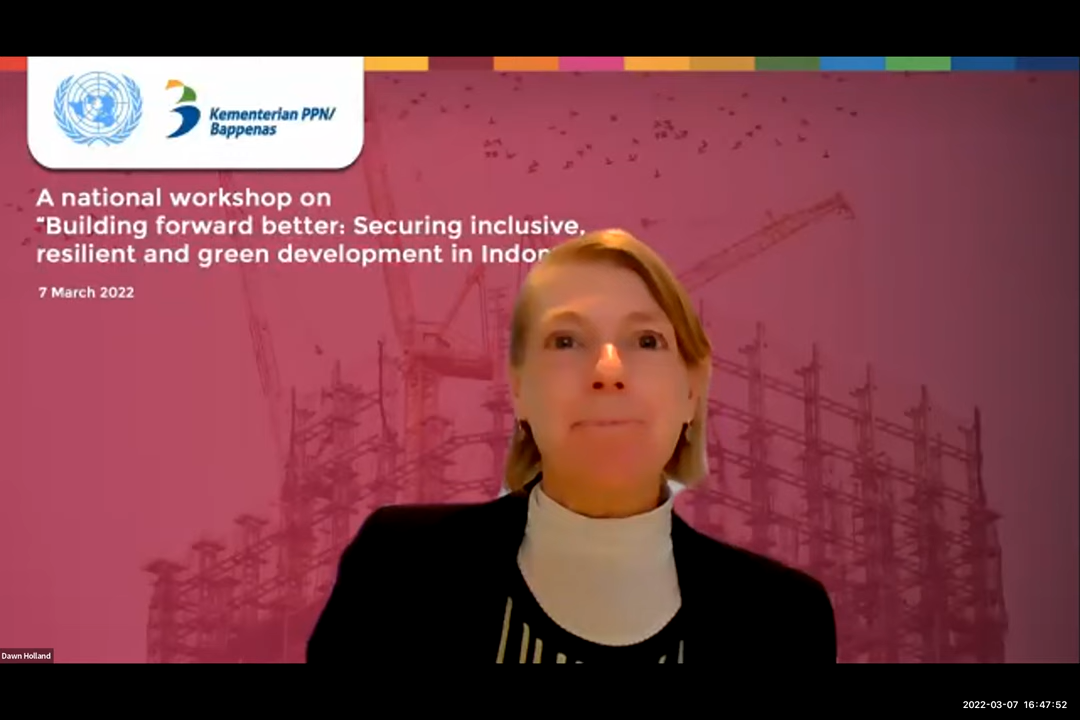 Kementerian PPN/
Bappenas
A national workshop on
“Building forward better: Securing inclusive,
resilient and green development in Indon
7 March 2022
Dawn Holland
2022-03-07 16:47:52